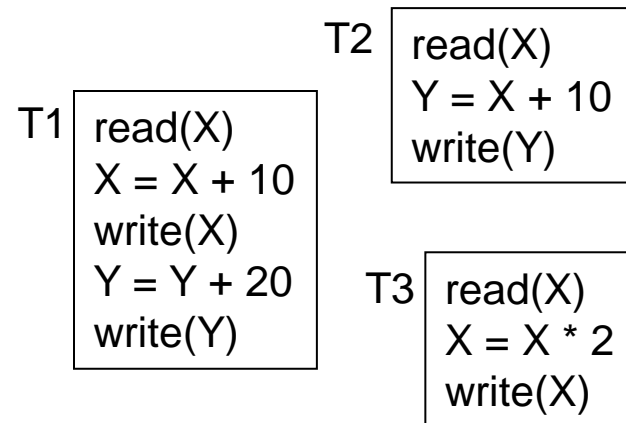 T1
read(X)
X = X + 10
write(X)
Y = Y + 20
write(Y)
T2
read(X)
Y = X + 10
write(Y)
T3
read(X)
X = X * 2
write(X)